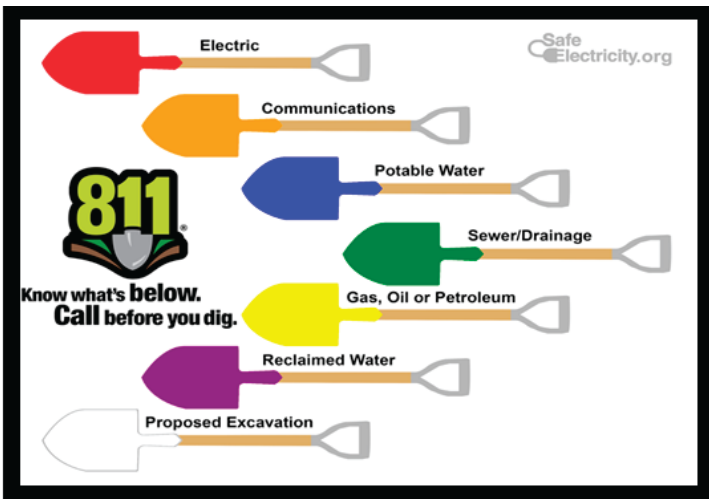 Electric
Safe
Electricity.org
Communications
Potable Water
811
®
Sewer/Drainage
Know what's below.
Call before you dig.
Gas, Oil or Petroleum
Reclaimed Water
Proposed Excavation